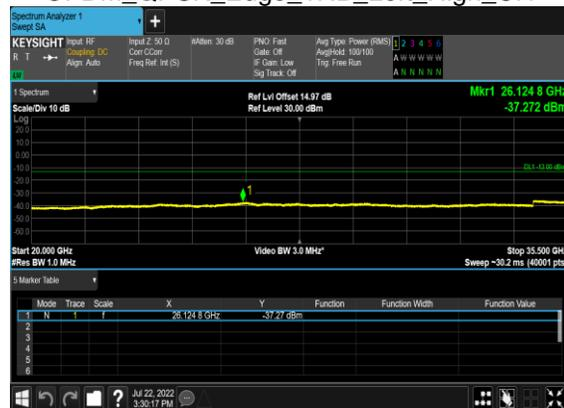 Spectrum Analyzer 1
Swept SA
+
KEYSIGHT Input: RF
R T Coupling: DC
Align: Auto
LW
Input Z: 50 Ω
Corr CCorr
Freq Ref: Int (S)
#Atten: 30 dB
PNO: Fast
Gate: Off
IF Gain: Low
Sig Track: Off
Avg Type: Power (RMS)
Avg|Hold: 100/100
Trig: Free Run
1 2 3 4 5 6
A W W W W W
A N N N N N
1 Spectrum
Scale/Div 10 dB
Ref Lvl Offset 14.97 dB
Ref Level 30.00 dBm
Mkr1 26.124 8 GHz
-37.272 dBm
Log
20.0
10.0
0.00
-10.0
-20.0
-30.0
-40.0
-50.0
-60.0
DL1 -13.00 dBm
1
Start 20.000 GHz
#Res BW 1.0 MHz
Video BW 3.0 MHz*
Stop 35.500 GHz
Sweep ~30.2 ms (40001 pts)
5 Marker Table
Mode Trace Scale X Y Function Function Width Function Value
1 N 1 f 26.124 8 GHz -37.27 dBm
2
3
4
5
6
? Jul 22, 2022
3:30:17 PM